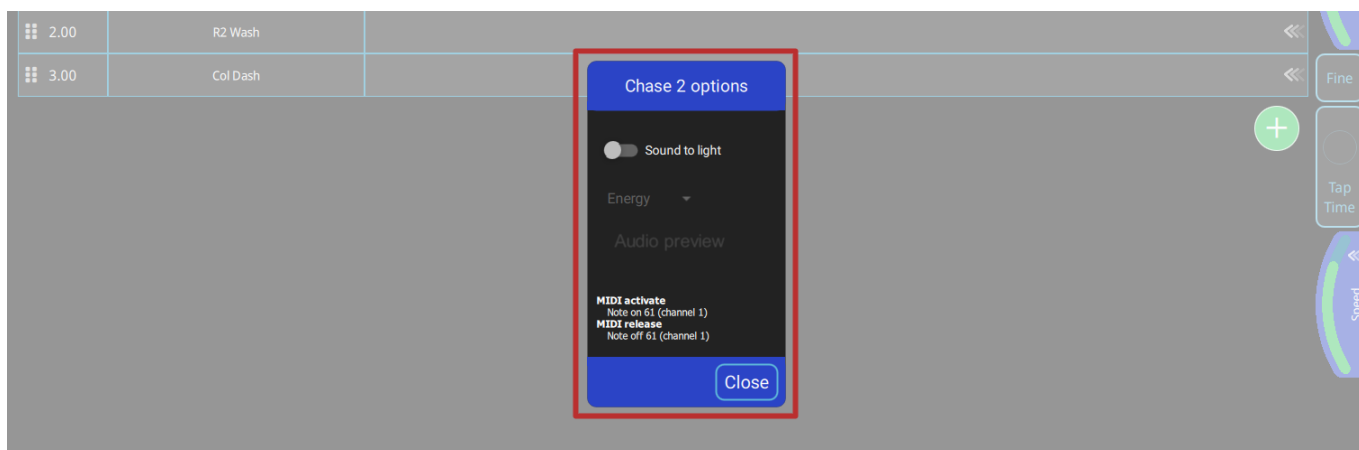 2.00 R2 Wash
3.00 Col Dash
Fine
Chase 2 options
Sound to light
Energy
Audio preview
Tap
Time
MIDI activate
Note on 61 (channel 1)
MIDI release
Note off 61 (channel 1)
Speed
Close